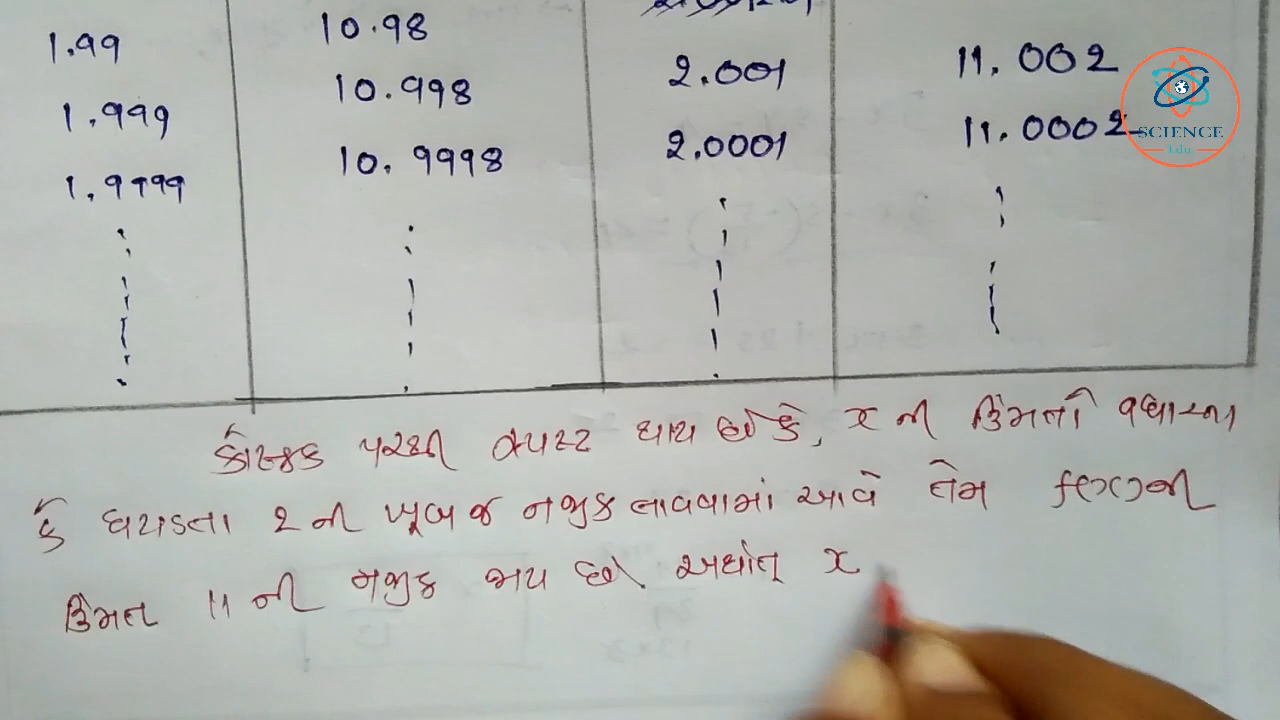 1.99 10.98
1.999 10.998 2.001 11.002
1.9999 10.9998 2.0001 11.0002
SCIENCE
Edu
કોષ્ટક પરથી સ્પષ્ટ થાય છે કે, x ની કિંમતો વધારતા
કે ઘટાડતા 2 ની ખૂબ જ નજીક લાવવામાં આવે તેમ f(x) ની
કિંમત 11 ની નજીક જાય છે અર્થાત્ x